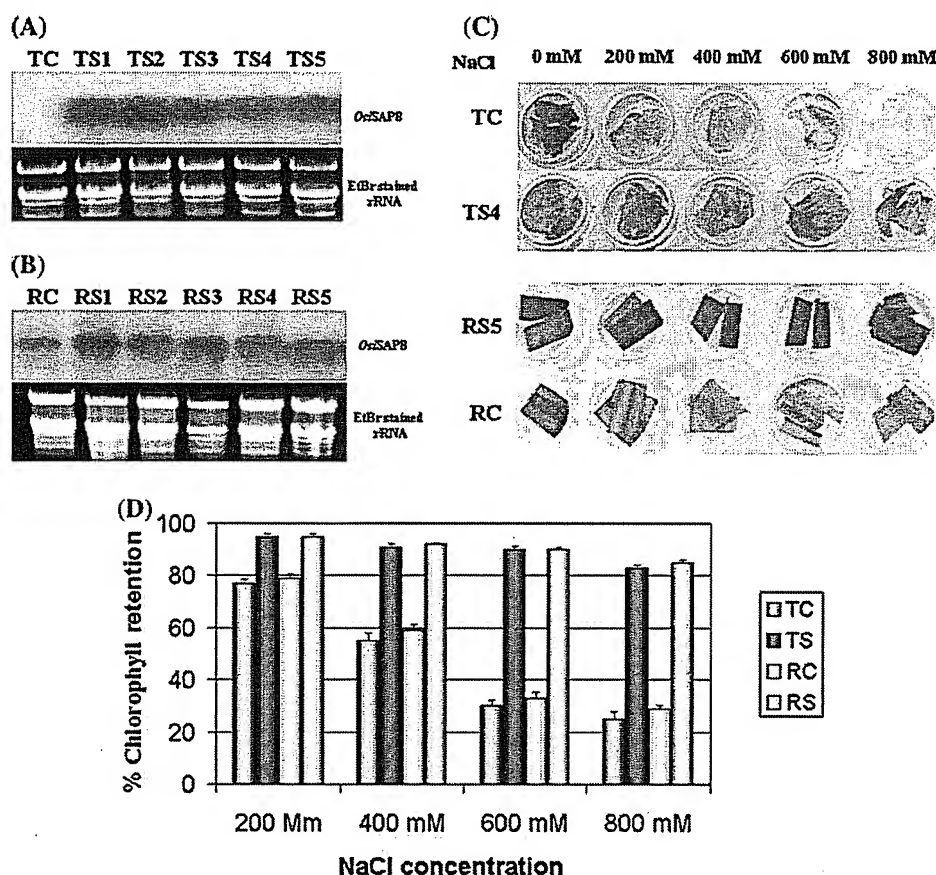 (A)
TC TS1 TS2 TS3 TS4 TS5
OsiSAP8
EtBr stained
rRNA
(B)
RC RS1 RS2 RS3 RS4 RS5
OsiSAP8
EtBr stained
rRNA
(C)
NaCl 0 mM 200 mM 400 mM 600 mM 800 mM
TC
TS4
RS5
RC
(D)
% Chlorophyll retention
100
80
60
40
20
0
200 Mm 400 mM 600 mM 800 mM
NaCl concentration
TC
TS
RC
RS